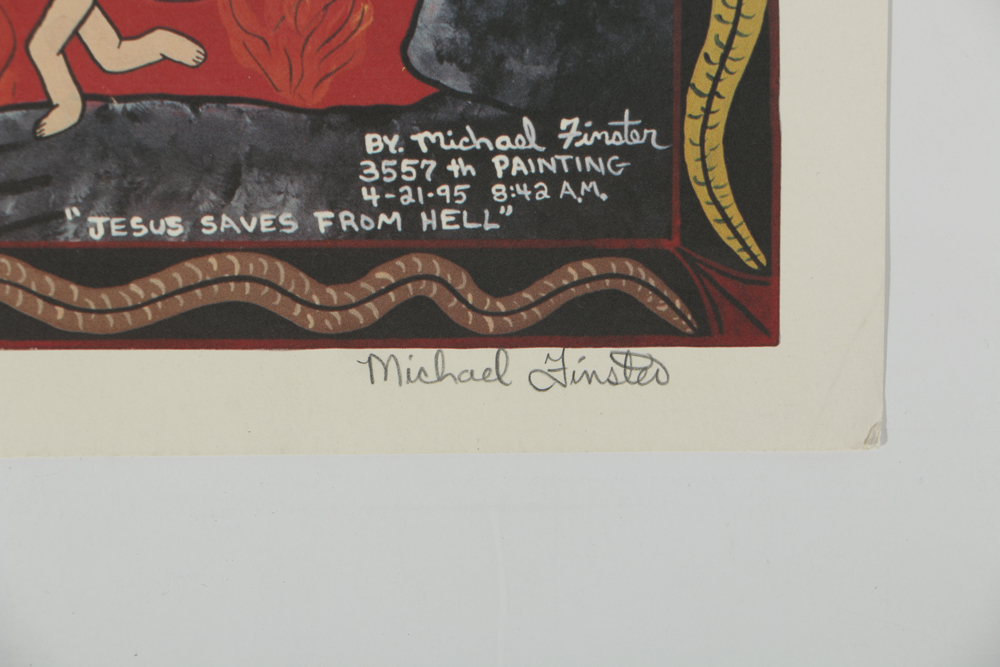 BY. Michael Finster
3557 th PAINTING
4-21-95 8:42 A.M.
"JESUS SAVES FROM HELL"
Michael Finster